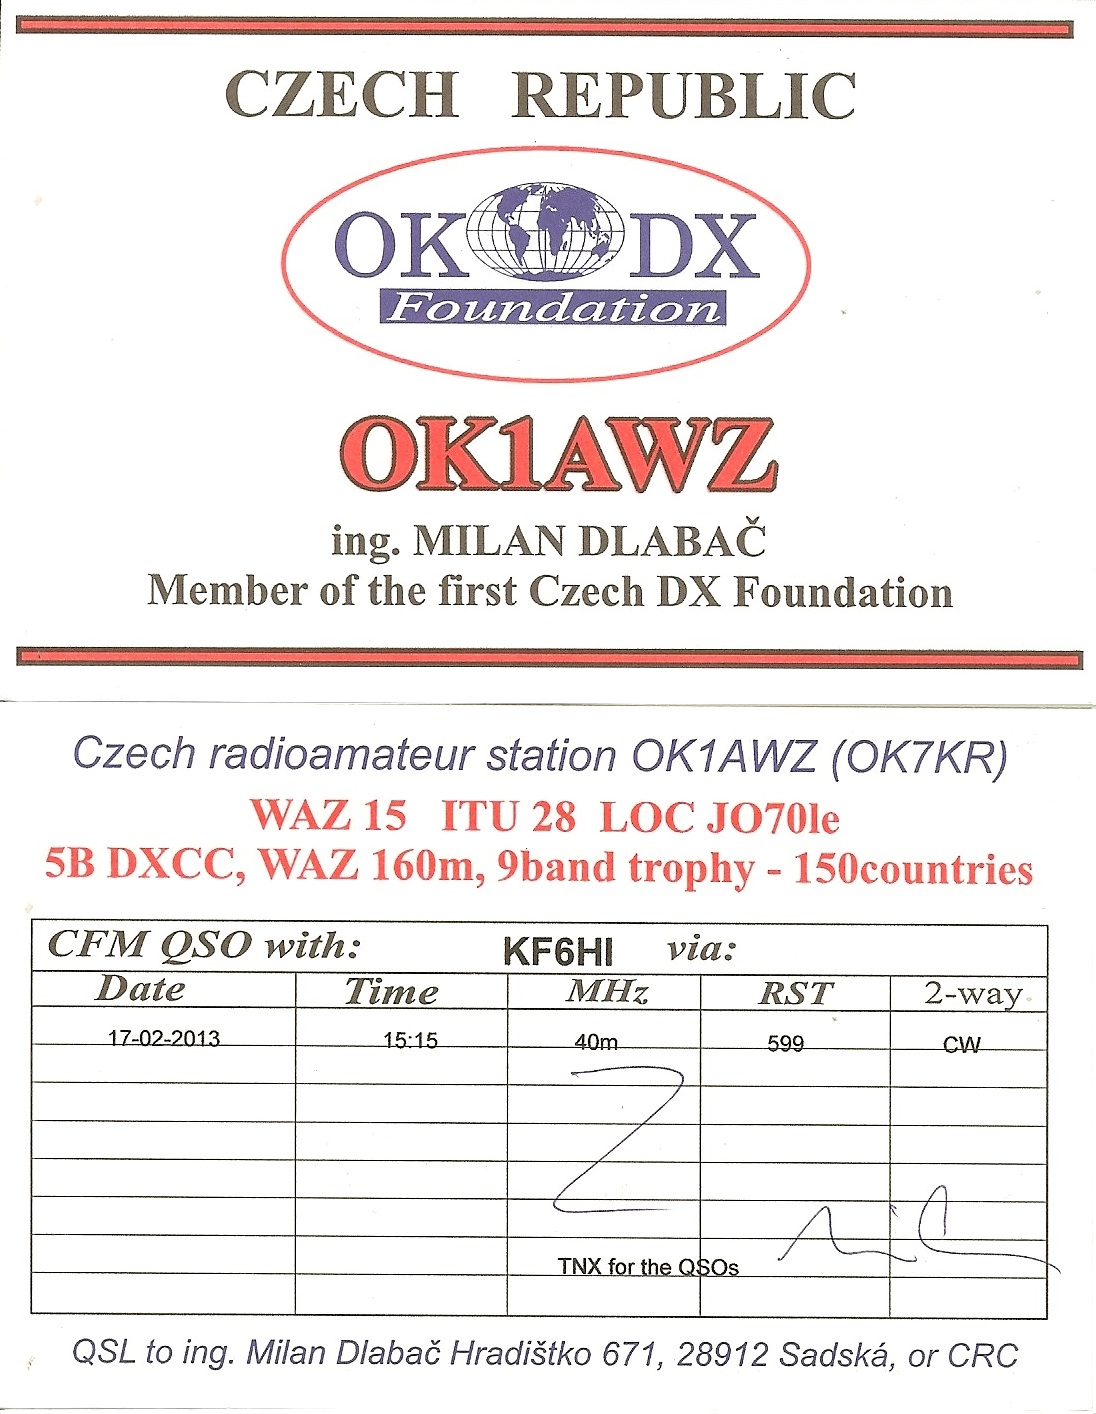 CZECH REPUBLIC
OK DX
Foundation
OK1AWZ
ing. MILAN DLABAČ
Member of the first Czech DX Foundation
Czech radioamateur station OK1AWZ (OK7KR)
WAZ 15 ITU 28 LOC JO70le
5B DXCC, WAZ 160m, 9band trophy - 150countries
CFM QSO with: KF6HI via:
Date Time MHz RST 2-way
17-02-2013 15:15 40m 599 CW
TNX for the QSOs
QSL to ing. Milan Dlabač Hradištko 671, 28912 Sadská, or CRC